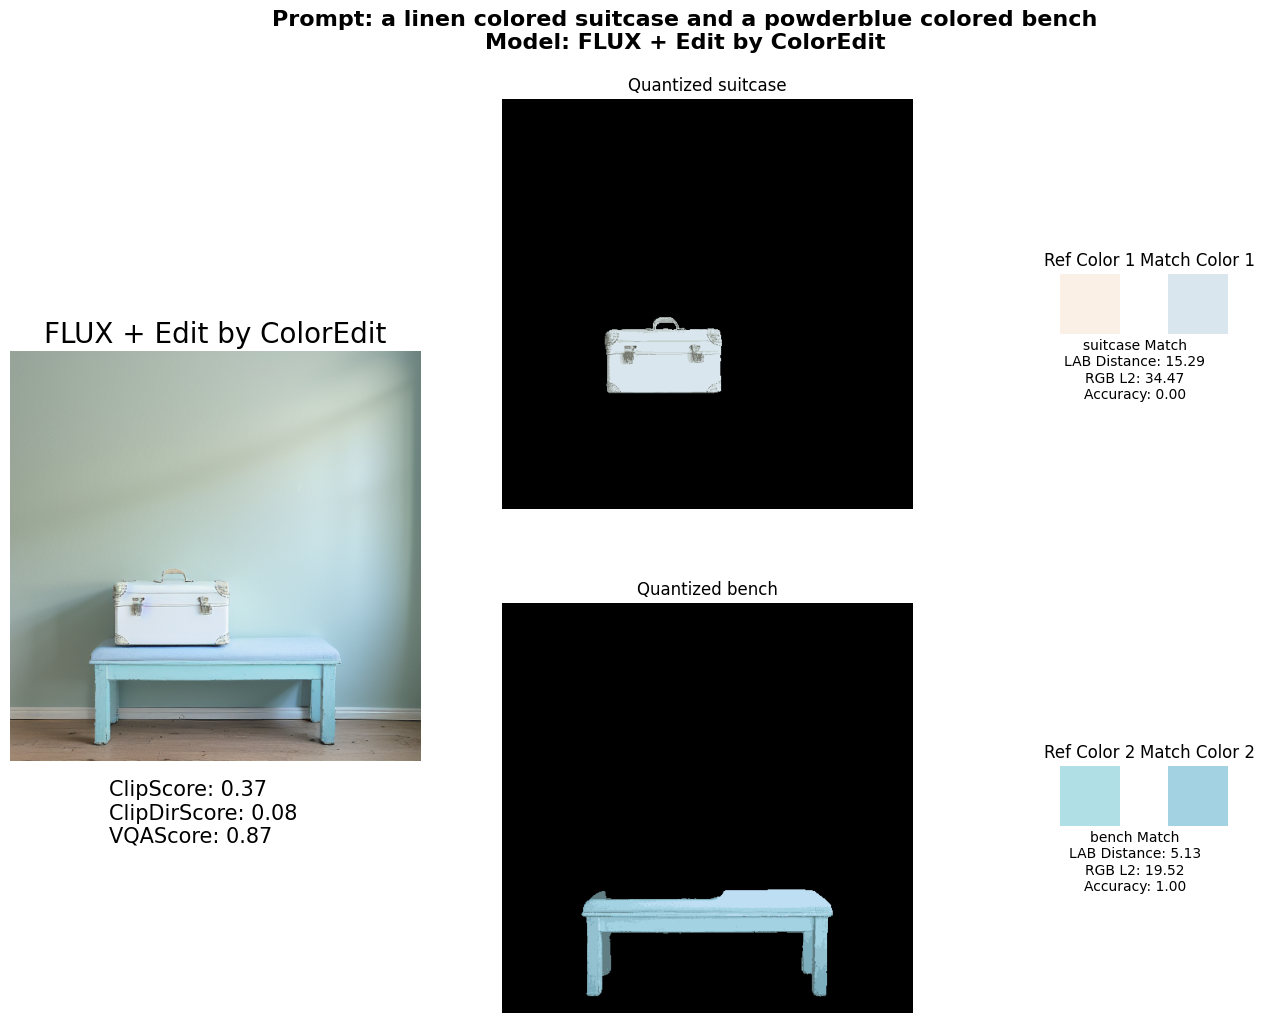 Prompt: a linen colored suitcase and a powderblue colored bench
Model: FLUX + Edit by ColorEdit
FLUX + Edit by ColorEdit
ClipScore: 0.37
ClipDirScore: 0.08
VQAScore: 0.87
Quantized suitcase
Ref Color 1 Match Color 1
suitcase Match
LAB Distance: 15.29
RGB L2: 34.47
Accuracy: 0.00
Quantized bench
Ref Color 2 Match Color 2
bench Match
LAB Distance: 5.13
RGB L2: 19.52
Accuracy: 1.00